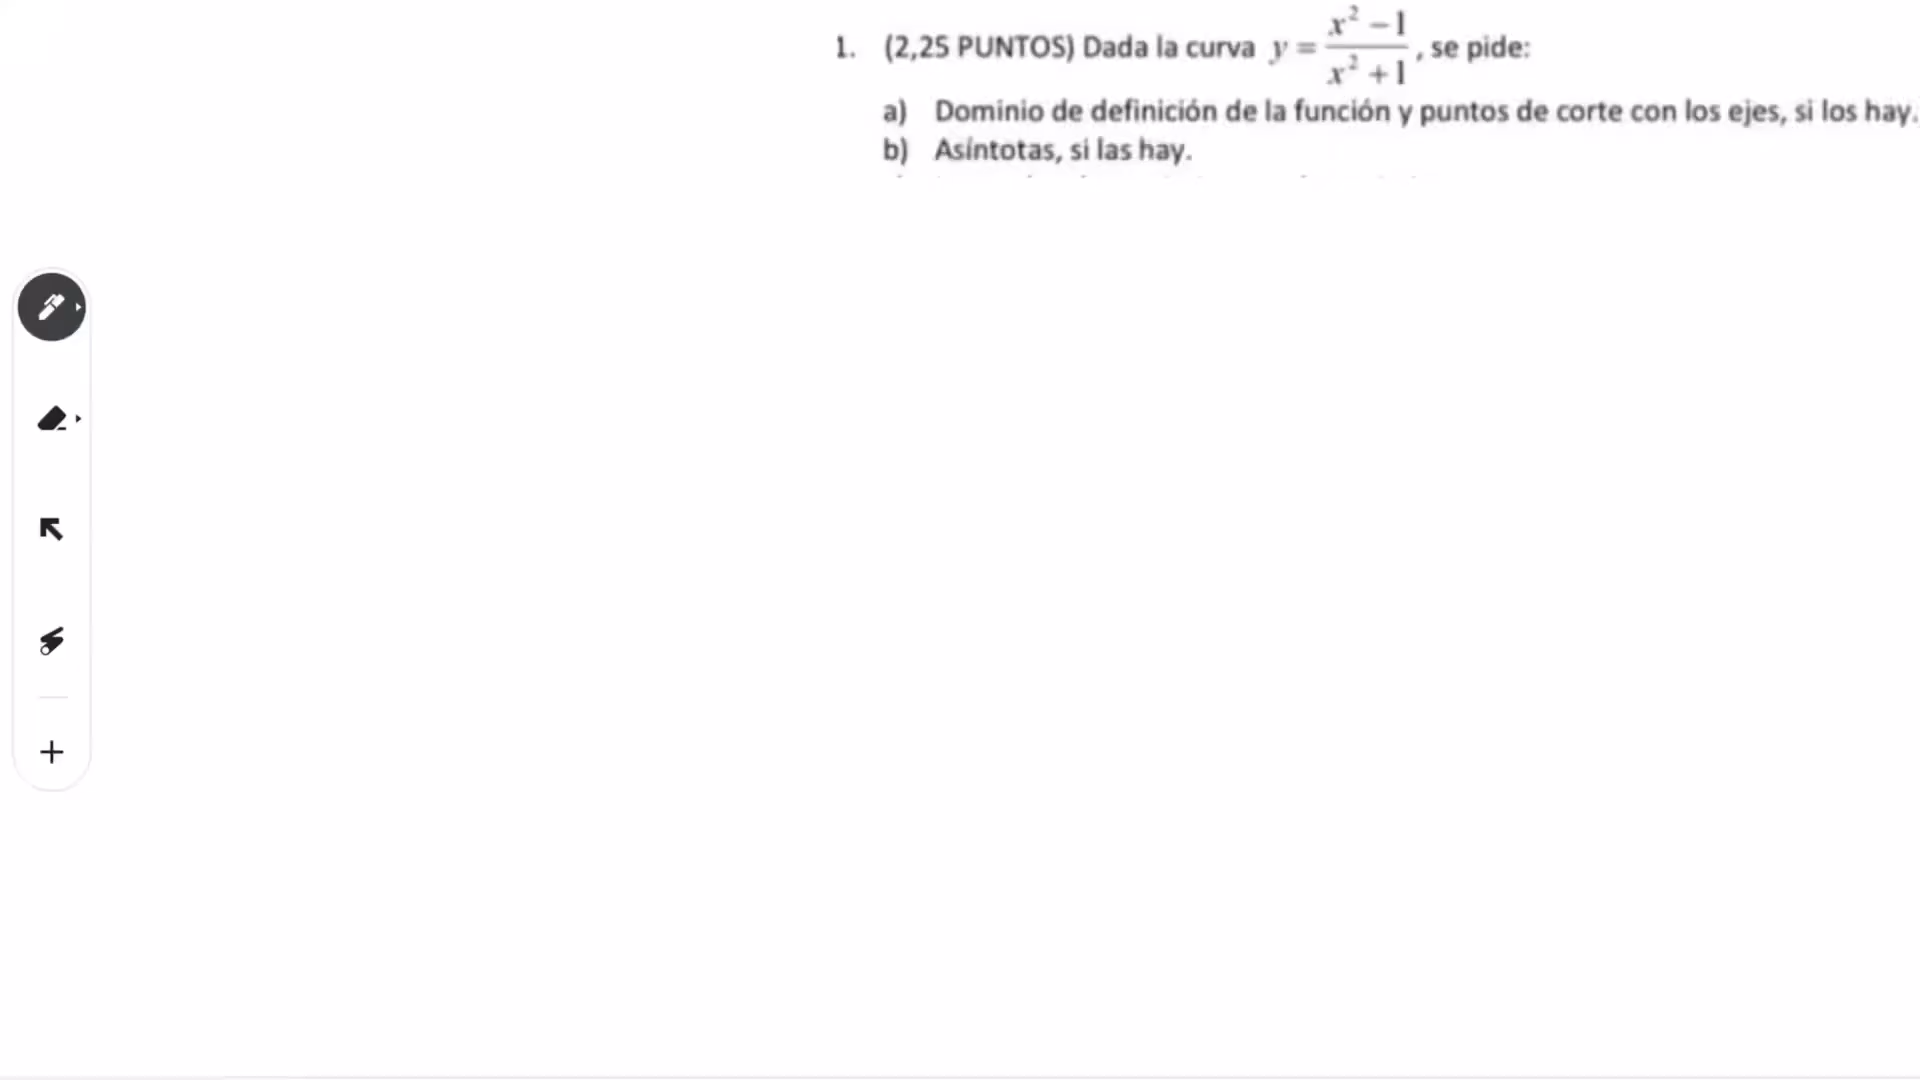 1. (2,25 PUNTOS) Dada la curva y = (x² − 1)/(x² + 1), se pide:
a) Dominio de definición de la función y puntos de corte con los ejes, si los hay.
b) Asíntotas, si las hay.